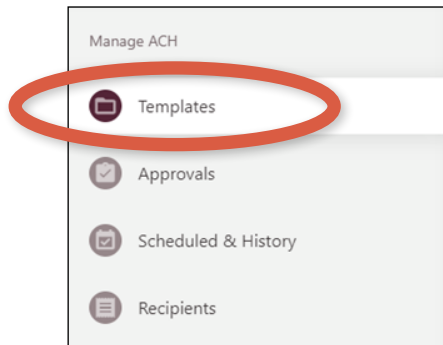 Manage ACH
Templates
Approvals
Scheduled & History
Recipients